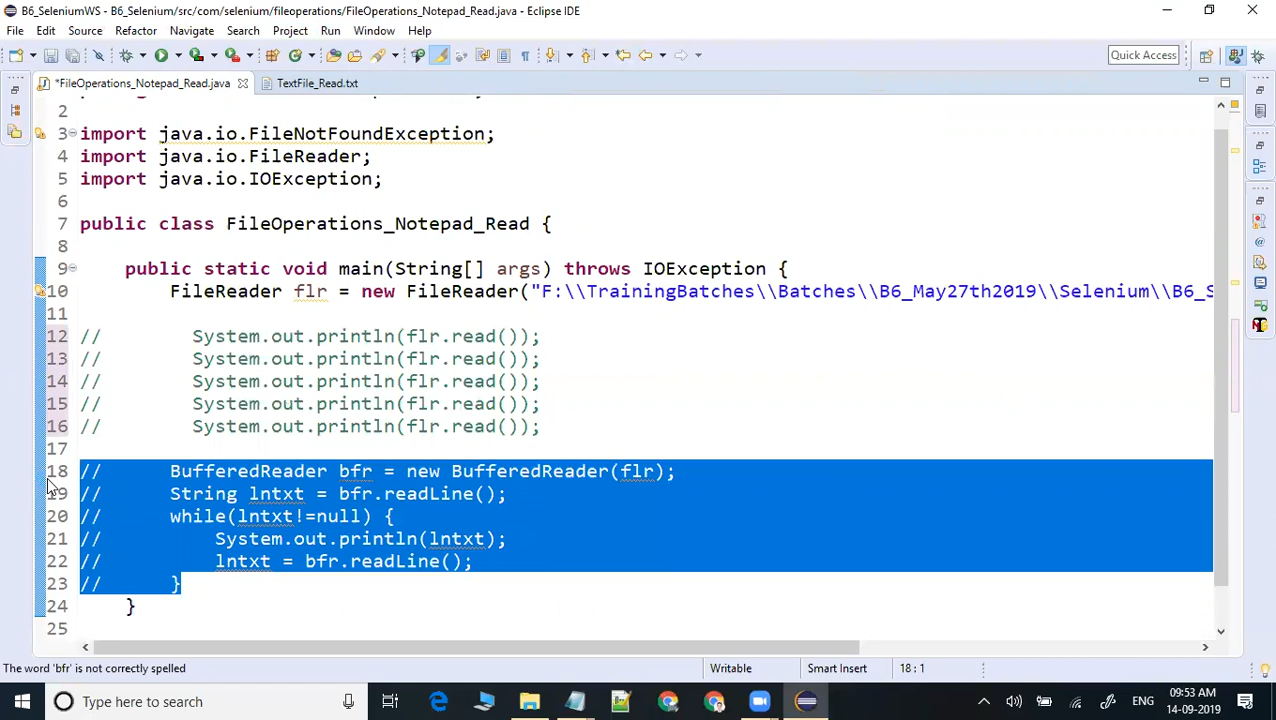 B6_SeleniumWS - B6_Selenium/src/com/selenium/fileoperations/FileOperations_Notepad_Read.java - Eclipse IDE
File Edit Source Refactor Navigate Search Project Run Window Help
Quick Access
*FileOperations_Notepad_Read.java TextFile_Read.txt
2
3 import java.io.FileNotFoundException;
4 import java.io.FileReader;
5 import java.io.IOException;
6
7 public class FileOperations_Notepad_Read {
8
9 public static void main(String[] args) throws IOException {
10 FileReader flr = new FileReader("F:\\TrainingBatches\\Batches\\B6_May27th2019\\Selenium\\B6_S
11
12 // System.out.println(flr.read());
13 // System.out.println(flr.read());
14 // System.out.println(flr.read());
15 // System.out.println(flr.read());
16 // System.out.println(flr.read());
17
18 // BufferedReader bfr = new BufferedReader(flr);
19 // String lntxt = bfr.readLine();
20 // while(lntxt!=null) {
21 // System.out.println(lntxt);
22 // lntxt = bfr.readLine();
23 // }
24 }
25
The word 'bfr' is not correctly spelled Writable Smart Insert 18 : 1
Type here to search ENG 09:53 AM
14-09-2019